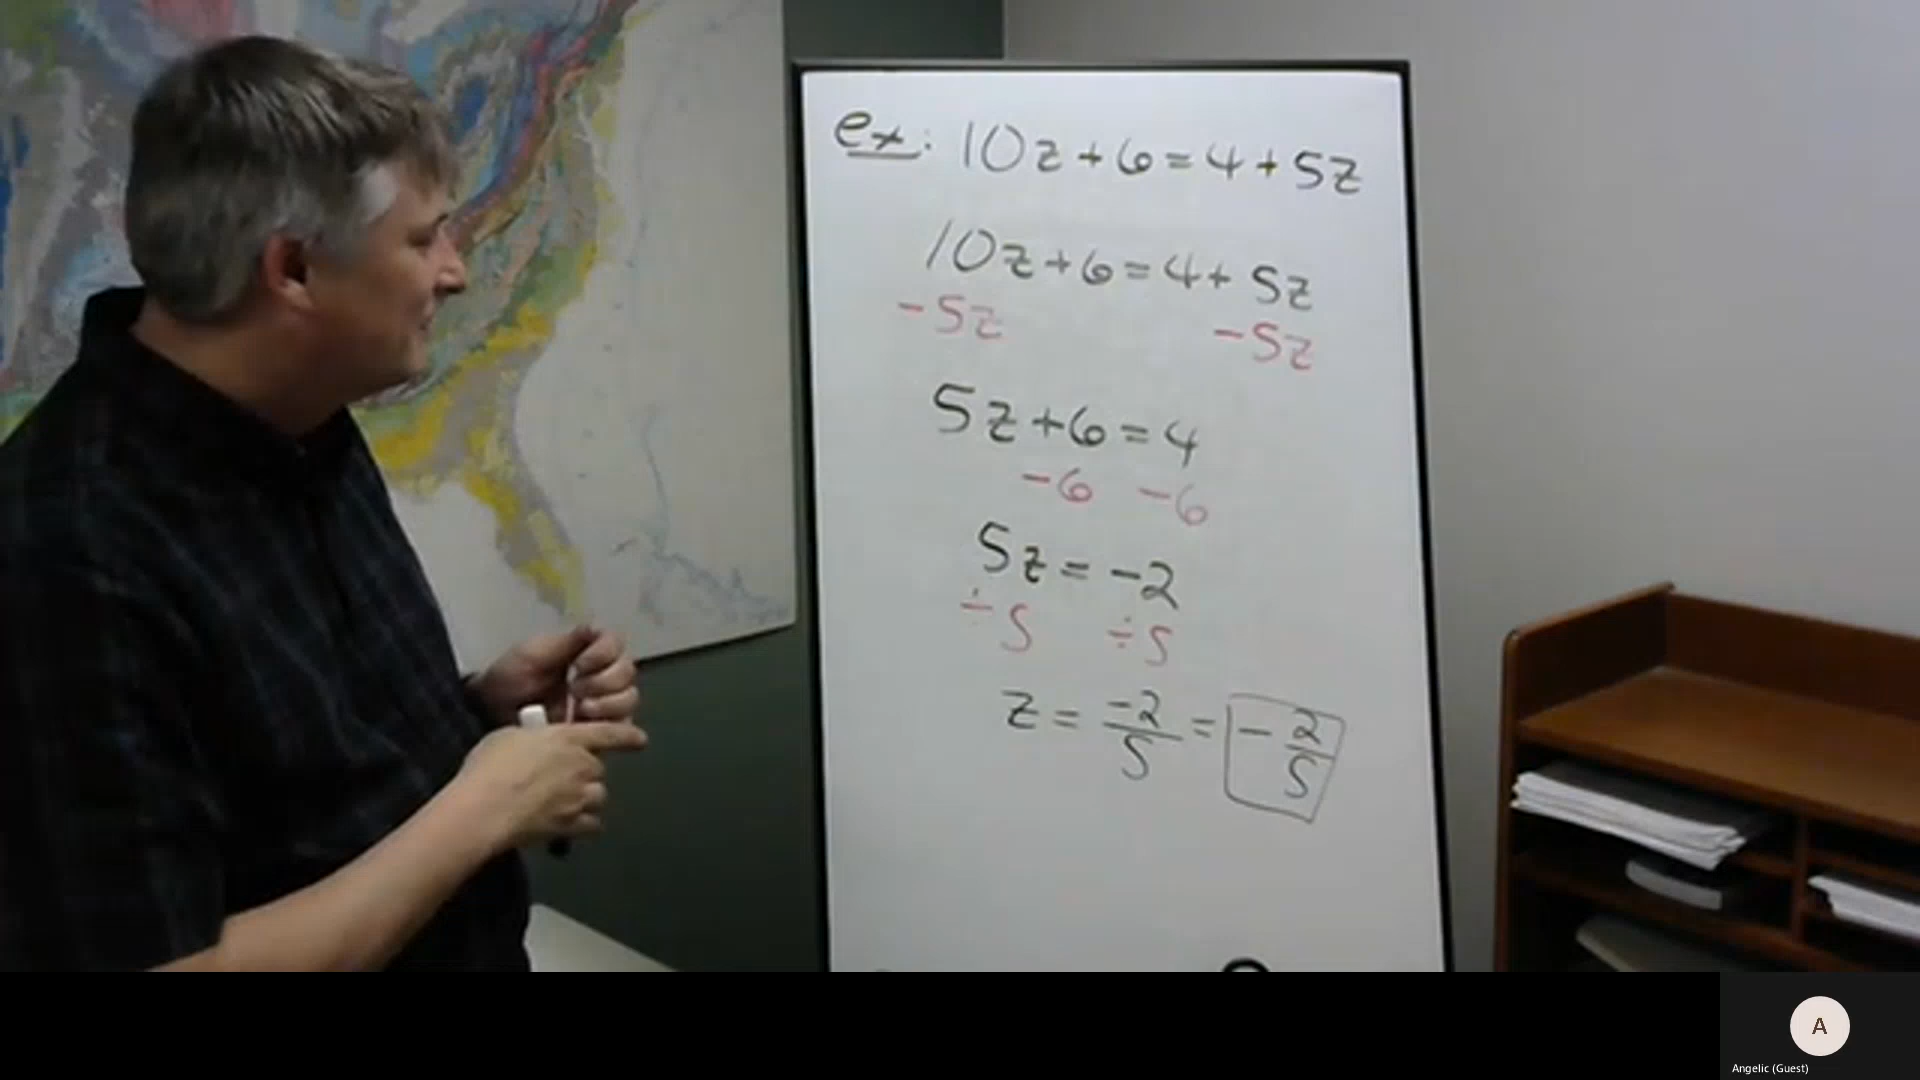 ex: 10z + 6 = 4 + 5z
10z + 6 = 4 + 5z
-5z -5z
5z + 6 = 4
-6 -6
5z = -2
÷5 ÷5
z = -2/5 = -2/5
A
Angelic (Guest)